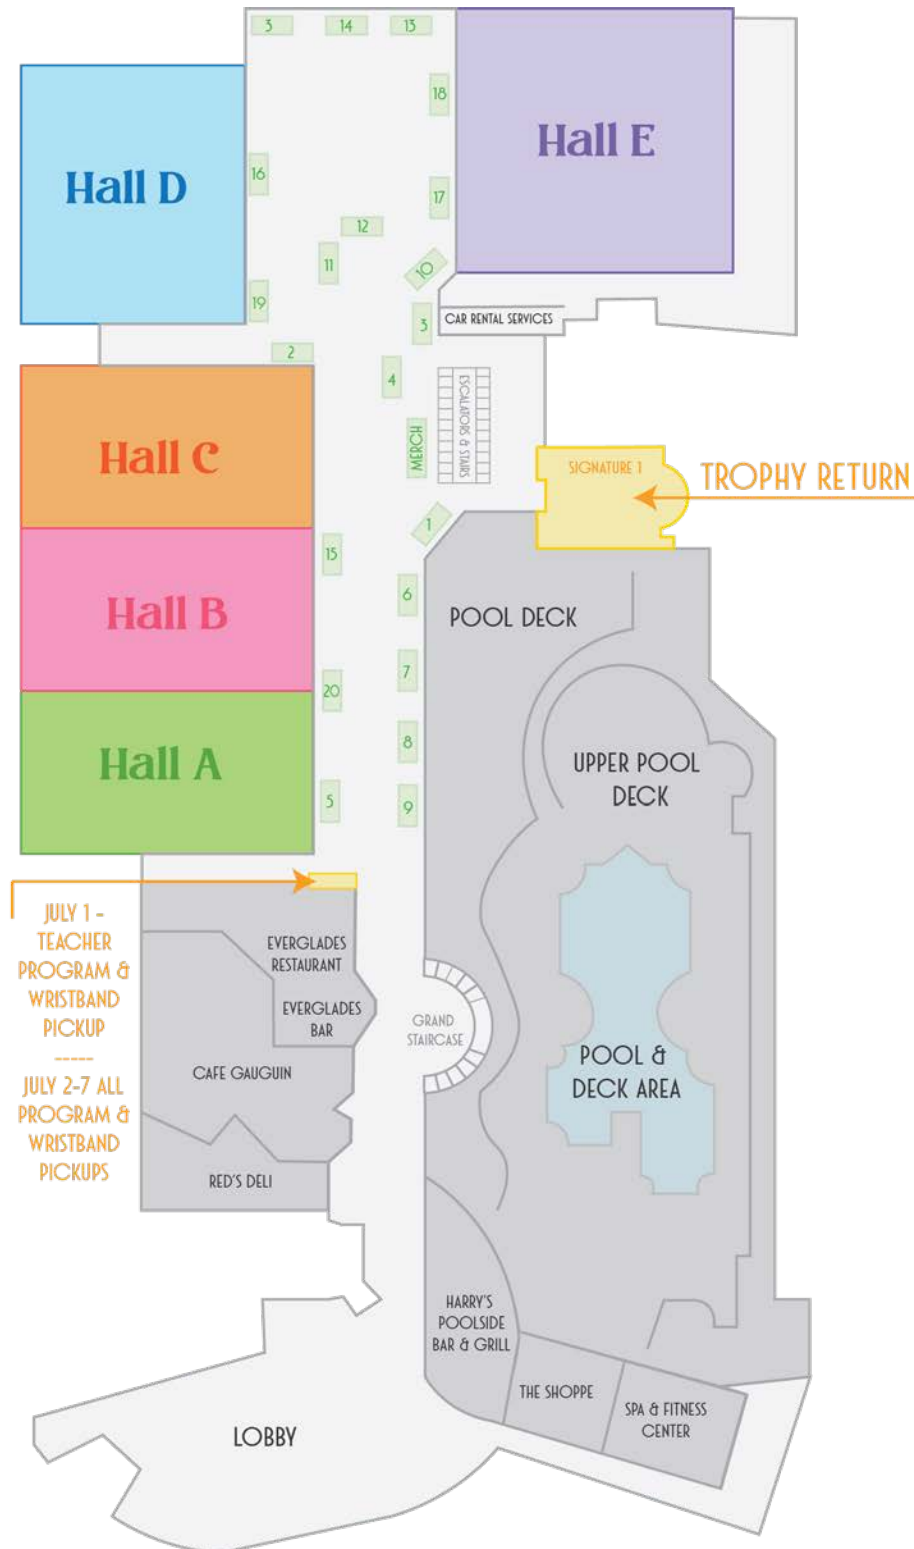 3
14
13
18
Hall D
Hall E
16
17
12
11
10
19
3
CAR RENTAL SERVICES
2
4
ESCALATORS & STAIRS
MERCH
Hall C
SIGNATURE 1
TROPHY RETURN
1
15
6
POOL DECK
Hall B
7
20
8
UPPER POOL
DECK
Hall A
5
9
JULY 1 -
TEACHER
PROGRAM &
WRISTBAND
PICKUP
-----
JULY 2-7 ALL
PROGRAM &
WRISTBAND
PICKUPS
EVERGLADES
RESTAURANT
EVERGLADES
BAR
GRAND
STAIRCASE
CAFE GAUGUIN
POOL &
DECK AREA
RED'S DELI
HARRY'S
POOLSIDE
BAR & GRILL
THE SHOPPE
SPA & FITNESS
CENTER
LOBBY